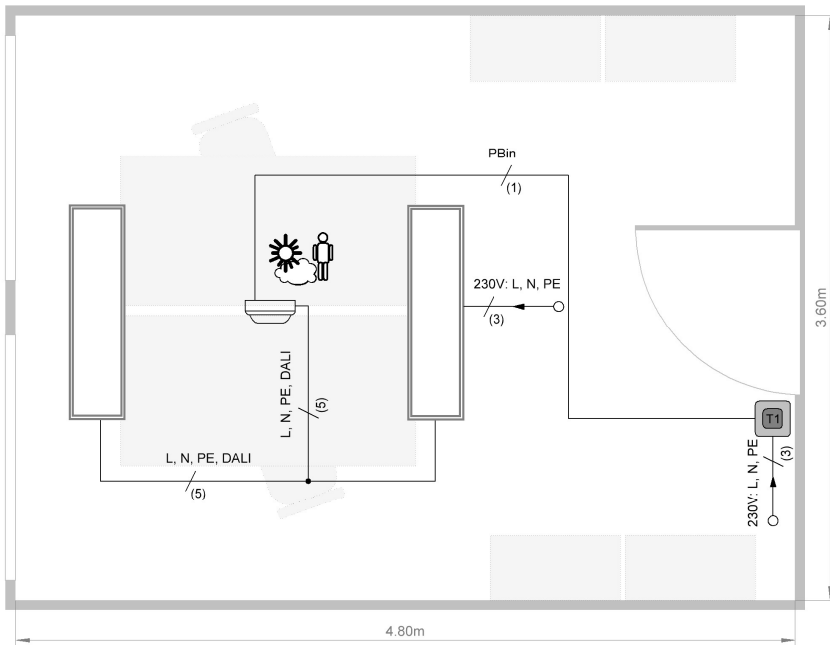 PBin
(1)
230V: L, N, PE
(3)
3.60m
L, N, PE, DALI
(5)
T1
L, N, PE, DALI
(5)
230V: L, N, PE
(3)
4.80m